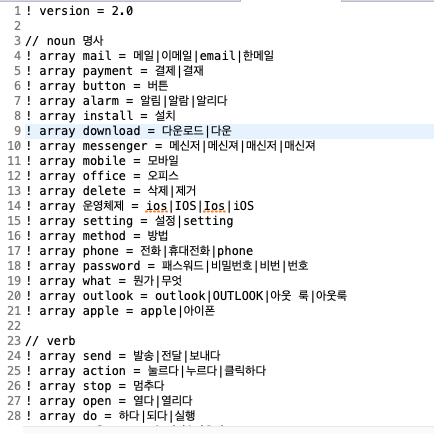 1 ! version = 2.0
2
3 // noun 명사
4 ! array mail = 메일|이메일|email|한메일
5 ! array payment = 결제|결재
6 ! array button = 버튼
7 ! array alarm = 알림|알람|알리다
8 ! array install = 설치
9 ! array download = 다운로드|다운
10 ! array messenger = 메신저|메신져|매신저|매신져
11 ! array mobile = 모바일
12 ! array office = 오피스
13 ! array delete = 삭제|제거
14 ! array 운영체제 = ios|IOS|Ios|iOS
15 ! array setting = 설정|setting
16 ! array method = 방법
17 ! array phone = 전화|휴대전화|phone
18 ! array password = 패스워드|비밀번호|비번|번호
19 ! array what = 뭔가|무엇
20 ! array outlook = outlook|OUTLOOK|아웃 룩|아웃룩
21 ! array apple = apple|아이폰
22
23 // verb
24 ! array send = 발송|전달|보내다
25 ! array action = 눌르다|누르다|클릭하다
26 ! array stop = 멈추다
27 ! array open = 열다|열리다
28 ! array do = 하다|되다|실행